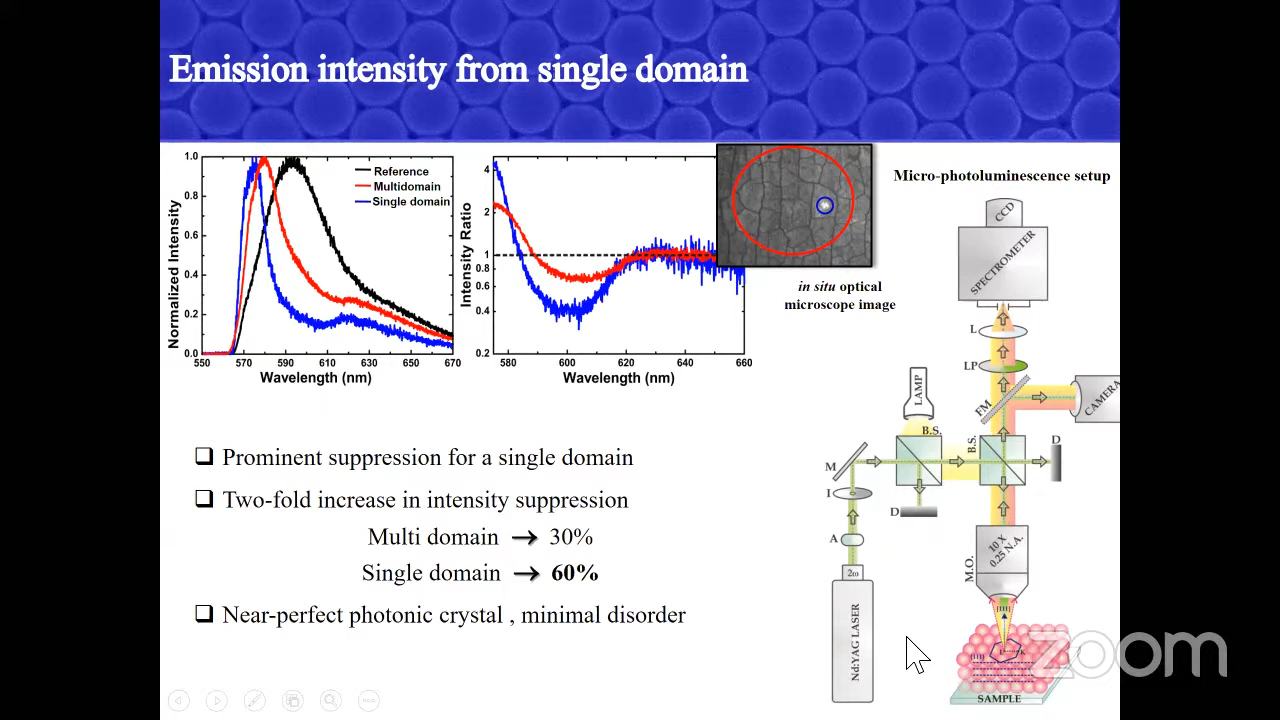 Emission intensity from single domain
1.0
0.8
0.6
0.4
0.2
0.0
Normalized Intensity
Reference
Multidomain
Single domain
550 570 590 610 630 650 670
Wavelength (nm)
4
2
1
0.8
0.6
0.4
0.2
Intensity Ratio
580 600 620 640 660
Wavelength (nm)
in situ optical
microscope image
Micro-photoluminescence setup
CCD
SPECTROMETER
L
LP
FM
CAMERA
LAMP
B.S.
B.S.
D
M
I
D
A
2ω
Nd:YAG LASER
10 X
0.25 N.A.
M.O.
[111]
[111]
SAMPLE
❑ Prominent suppression for a single domain
❑ Two-fold increase in intensity suppression
Multi domain → 30%
Single domain → 60%
❑ Near-perfect photonic crystal , minimal disorder
zoom